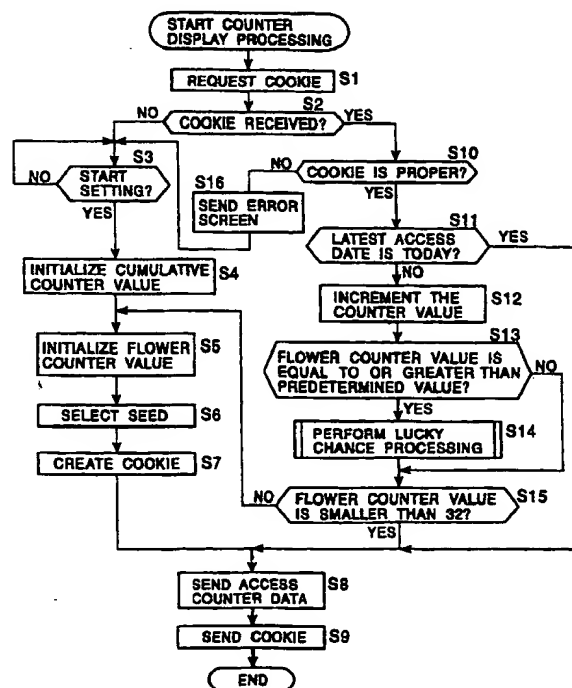 START COUNTER
DISPLAY PROCESSING
REQUEST COOKIE
S1
NO
S2
YES
COOKIE RECEIVED?
S3
NO
START
SETTING?
YES
S16
SEND ERROR
SCREEN
NO
S10
COOKIE IS PROPER?
YES
S11
LATEST ACCESS
DATE IS TODAY?
YES
NO
INITIALIZE CUMULATIVE
COUNTER VALUE
S4
INCREMENT THE
COUNTER VALUE
S12
INITIALIZE FLOWER
COUNTER VALUE
S5
S13
FLOWER COUNTER VALUE IS
EQUAL TO OR GREATER THAN
PREDETERMINED VALUE?
NO
YES
SELECT SEED
S6
PERFORM LUCKY
CHANCE PROCESSING
S14
CREATE COOKIE
S7
NO
FLOWER COUNTER VALUE
IS SMALLER THAN 32?
S15
YES
SEND ACCESS
COUNTER DATA
S8
SEND COOKIE
S9
END